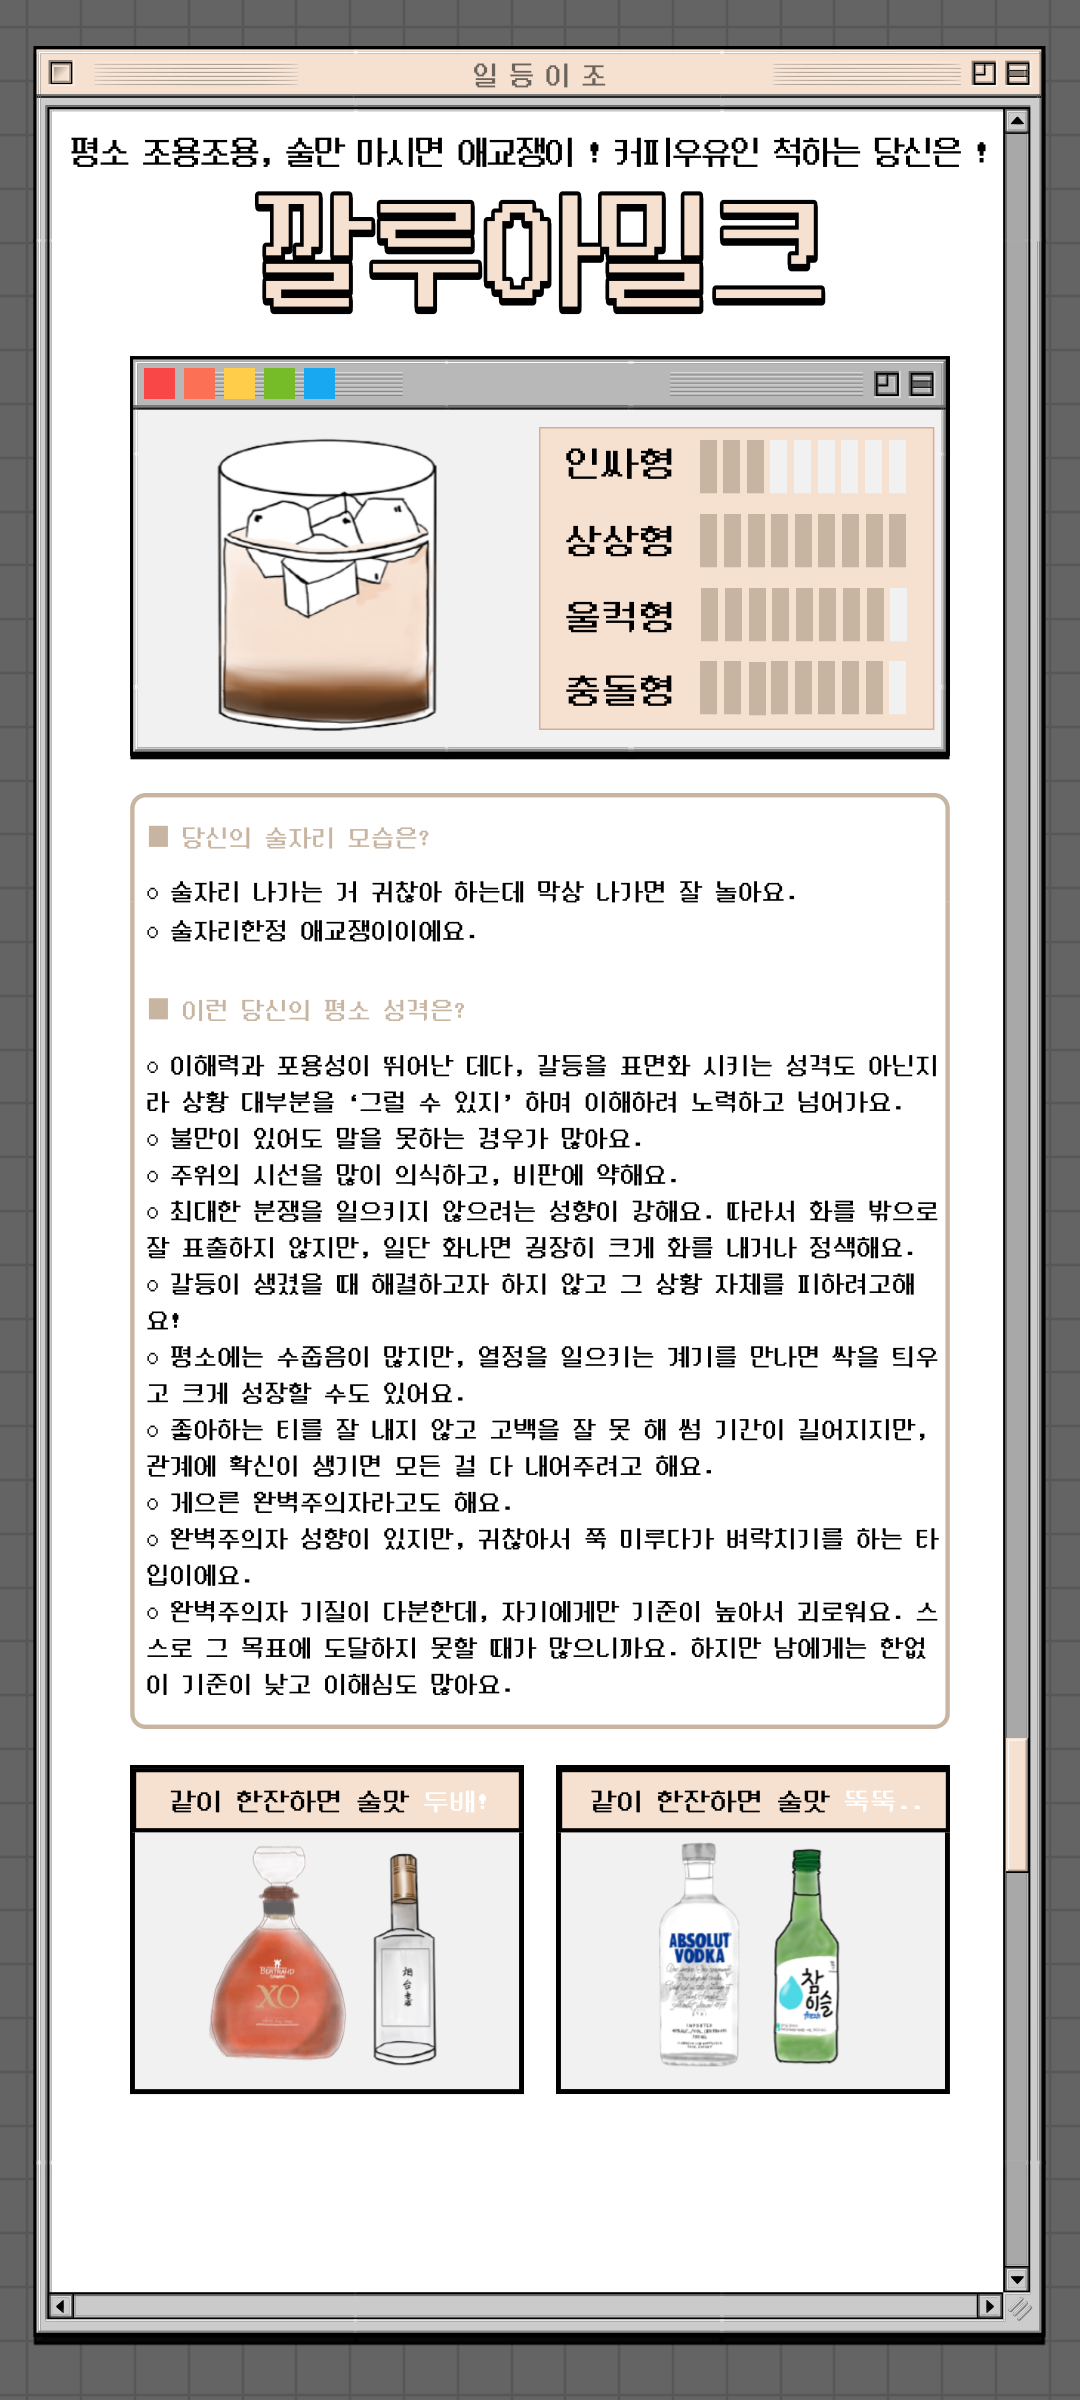 일등이조
평소 조용조용, 술만 마시면 애교쟁이 ! 커피우유인 척하는 당신은 !
깔루아밀크
인싸형
상상형
울컥형
충돌형
■ 당신의 술자리 모습은?
○ 술자리 나가는 거 귀찮아 하는데 막상 나가면 잘 놀아요.
○ 술자리한정 애교쟁이이에요.
■ 이런 당신의 평소 성격은?
○ 이해력과 포용성이 뛰어난 데다, 갈등을 표면화 시키는 성격도 아닌지
라 상황 대부분을 ‘그럴 수 있지’ 하며 이해하려 노력하고 넘어가요.
○ 불만이 있어도 말을 못하는 경우가 많아요.
○ 주위의 시선을 많이 의식하고, 비판에 약해요.
○ 최대한 분쟁을 일으키지 않으려는 성향이 강해요. 따라서 화를 밖으로
잘 표출하지 않지만, 일단 화나면 굉장히 크게 화를 내거나 정색해요.
○ 갈등이 생겼을 때 해결하고자 하지 않고 그 상황 자체를 피하려고해
요!
○ 평소에는 수줍음이 많지만, 열정을 일으키는 계기를 만나면 싹을 틔우
고 크게 성장할 수도 있어요.
○ 좋아하는 티를 잘 내지 않고 고백을 잘 못 해 썸 기간이 길어지지만,
관계에 확신이 생기면 모든 걸 다 내어주려고 해요.
○ 게으른 완벽주의자라고도 해요.
○ 완벽주의자 성향이 있지만, 귀찮아서 쭉 미루다가 벼락치기를 하는 타
입이에요.
○ 완벽주의자 기질이 다분한데, 자기에게만 기준이 높아서 괴로워요. 스
스로 그 목표에 도달하지 못할 때가 많으니까요. 하지만 남에게는 한없
이 기준이 낮고 이해심도 많아요.
같이 한잔하면 술맛 두배!
같이 한잔하면 술맛 뚝뚝..
BERTRAND
XO
烟台
ABSOLUT
VODKA
IMPORTED
참
이슬
fresh